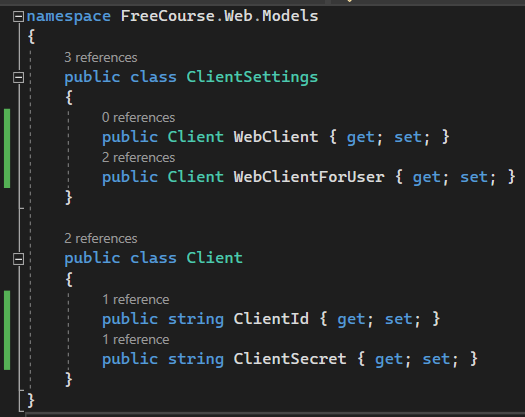 namespace FreeCourse.Web.Models
{
3 references
public class ClientSettings
{
0 references
public Client WebClient { get; set; }
2 references
public Client WebClientForUser { get; set; }
}
2 references
public class Client
{
1 reference
public string ClientId { get; set; }
1 reference
public string ClientSecret { get; set; }
}
}